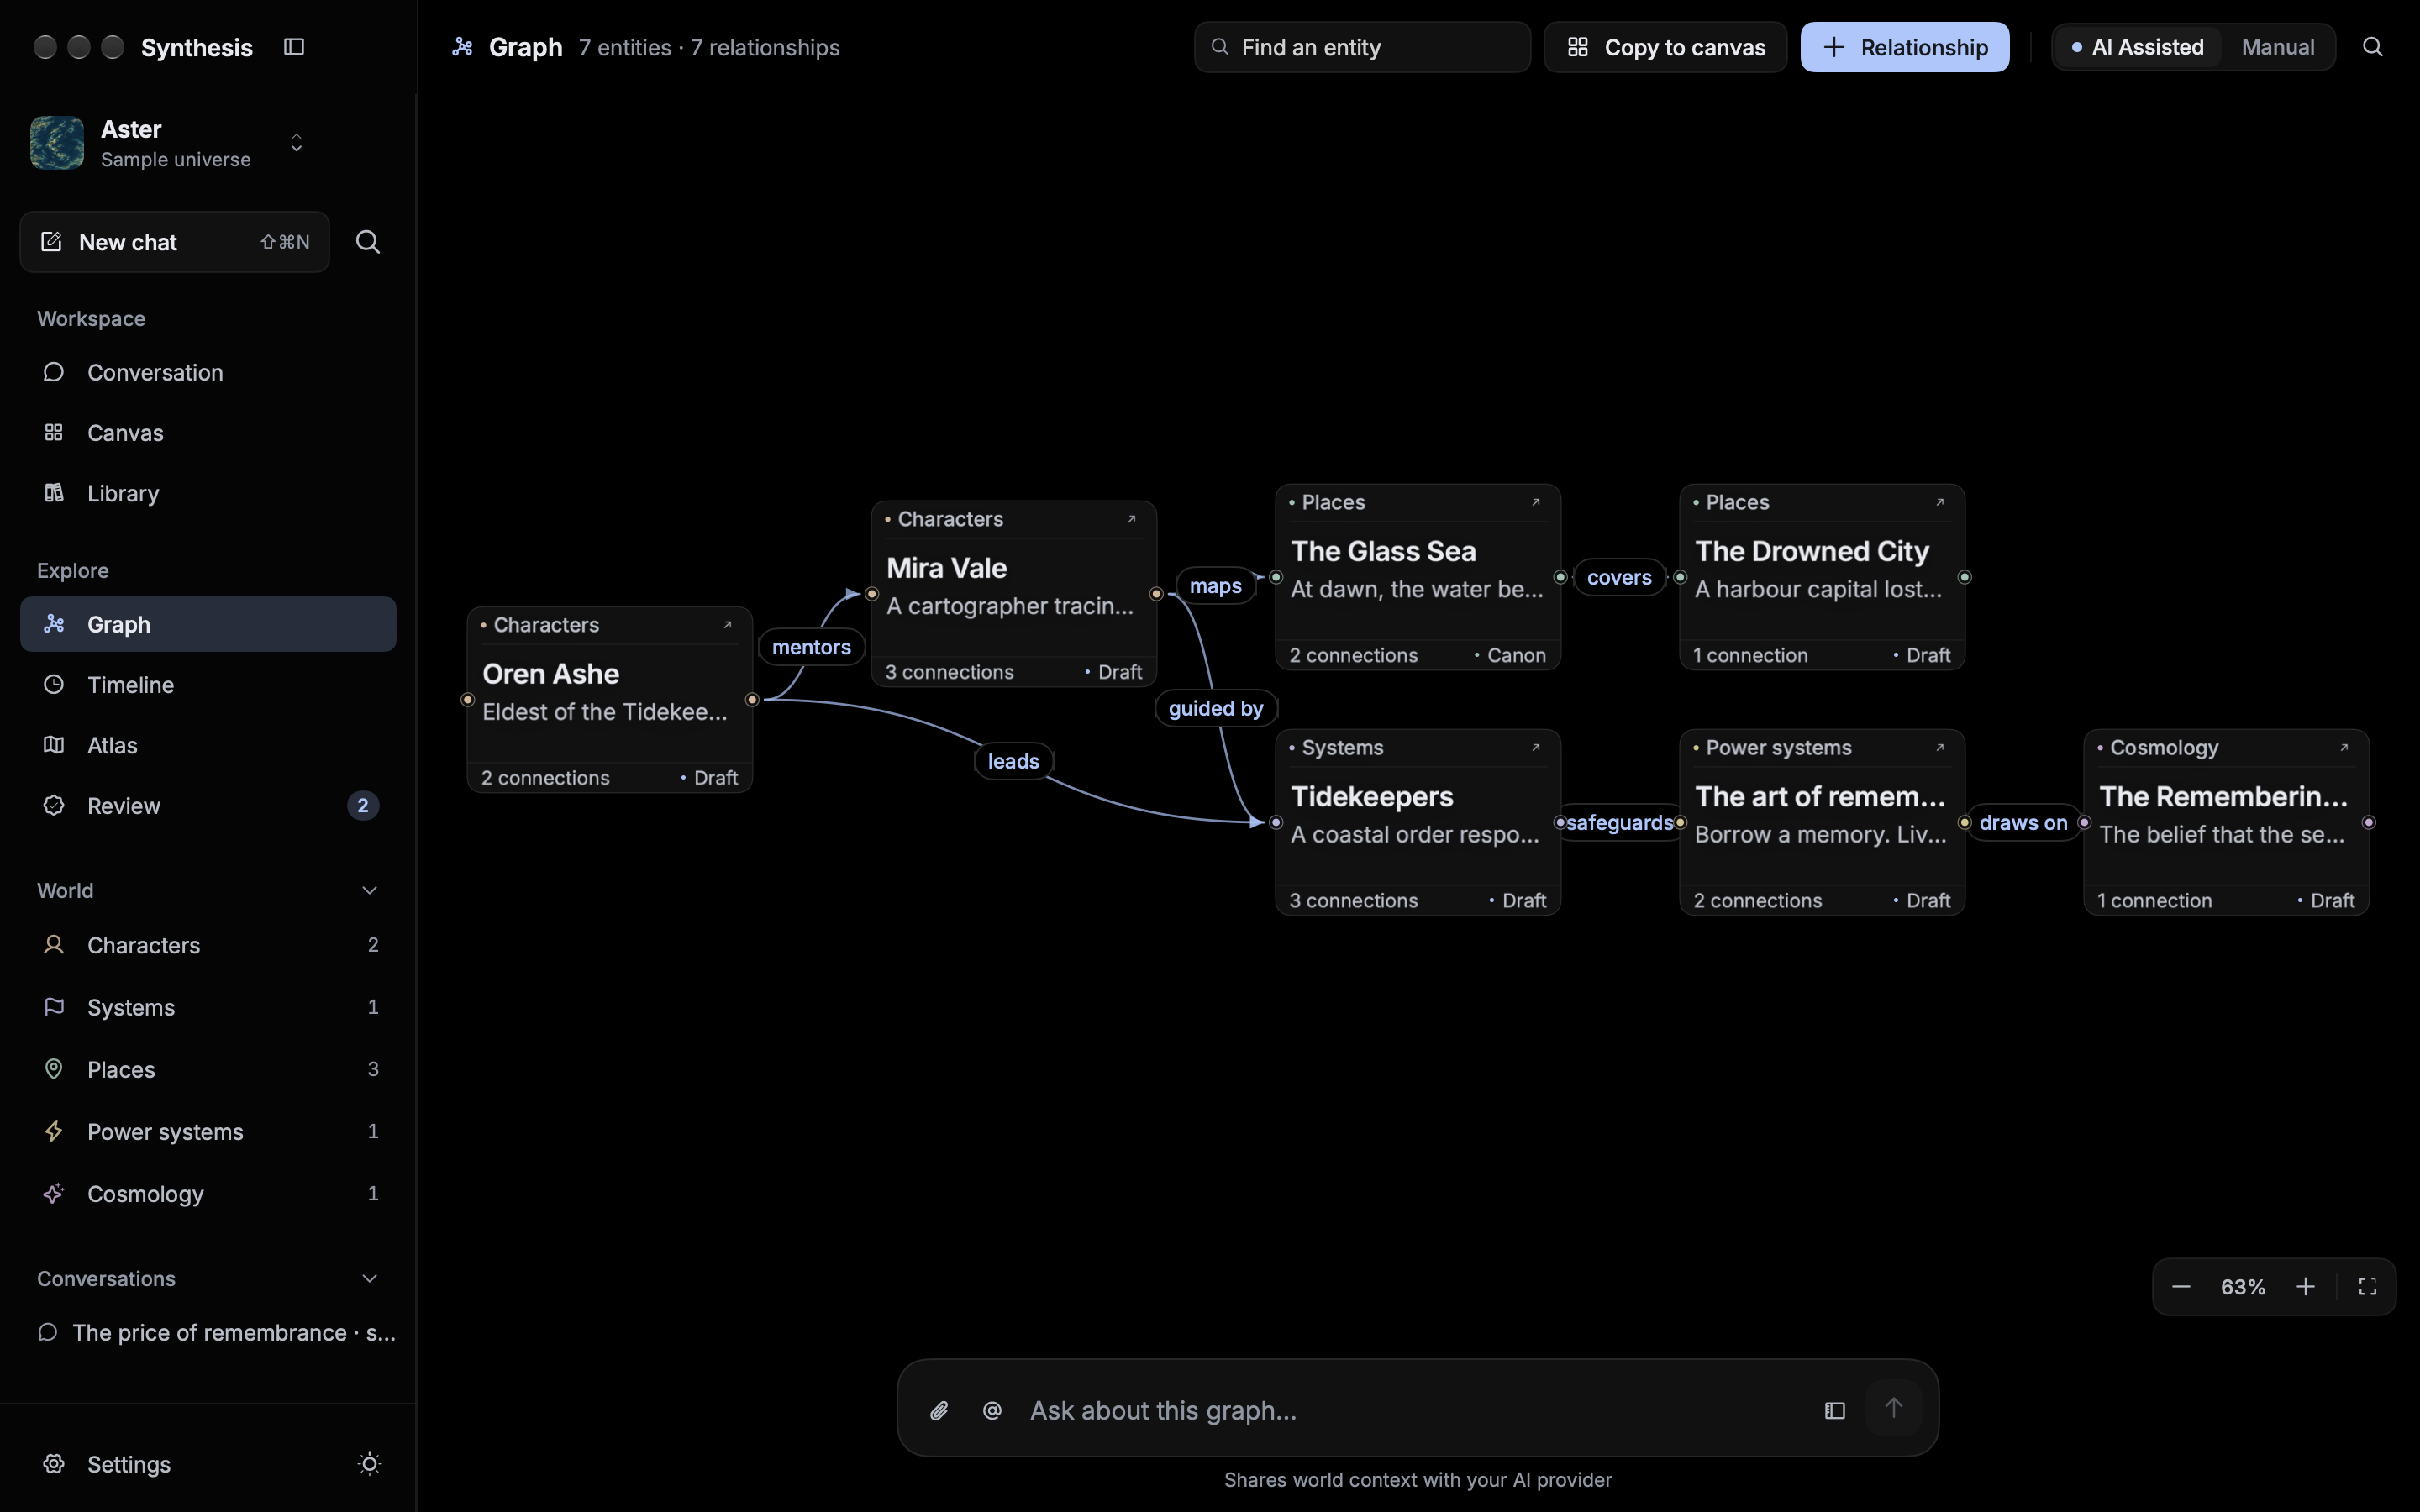 Synthesis
Aster
Sample universe
New chat ⇧⌘N
Workspace
Conversation
Canvas
Library
Explore
Graph
Timeline
Atlas
Review 2
World
Characters 2
Systems 1
Places 3
Power systems 1
Cosmology 1
Conversations
The price of remembrance · s...
Settings
Graph 7 entities · 7 relationships
Find an entity
Copy to canvas
+ Relationship
AI Assisted
Manual
Characters
Oren Ashe
Eldest of the Tidekee...
2 connections • Draft
mentors
leads
Characters
Mira Vale
A cartographer tracin...
3 connections • Draft
maps
guided by
Places
The Glass Sea
At dawn, the water be...
2 connections • Canon
covers
Places
The Drowned City
A harbour capital lost...
1 connection • Draft
Systems
Tidekeepers
A coastal order respo...
3 connections • Draft
safeguards
Power systems
The art of remem...
Borrow a memory. Liv...
2 connections • Draft
draws on
Cosmology
The Rememberin...
The belief that the se...
1 connection • Draft
63%
@ Ask about this graph...
Shares world context with your AI provider